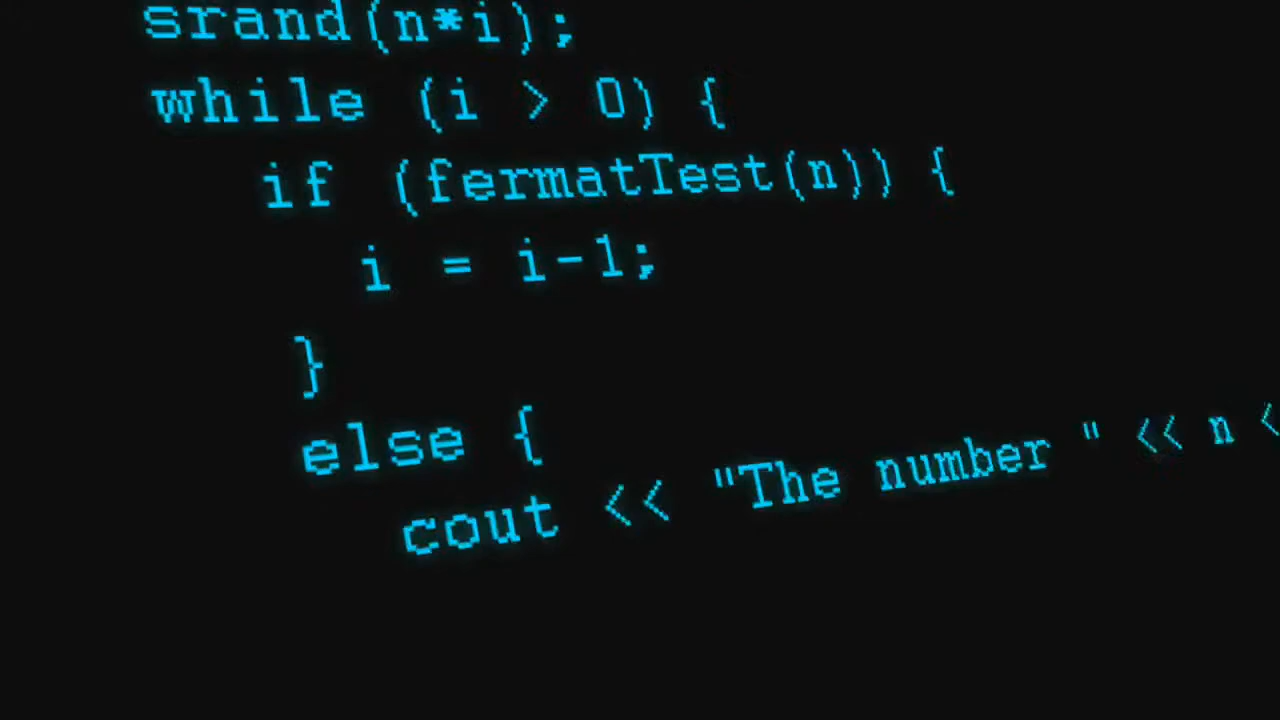 srand(n*i);
while (i > 0) {
if (fermatTest(n)) {
i = i-1;
}
else {
cout << "The number " << n <